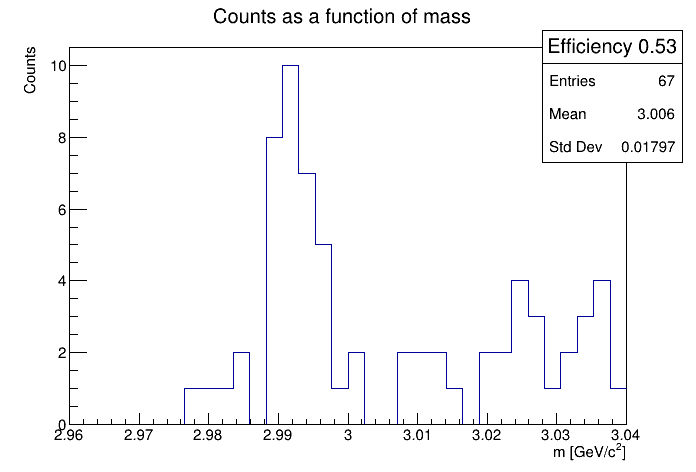 Counts as a function of mass
Efficiency 0.53
Entries 67
Mean 3.006
Std Dev 0.01797
Counts
10
8
6
4
2
0
2.96 2.97 2.98 2.99 3 3.01 3.02 3.03 3.04
m [GeV/c²]